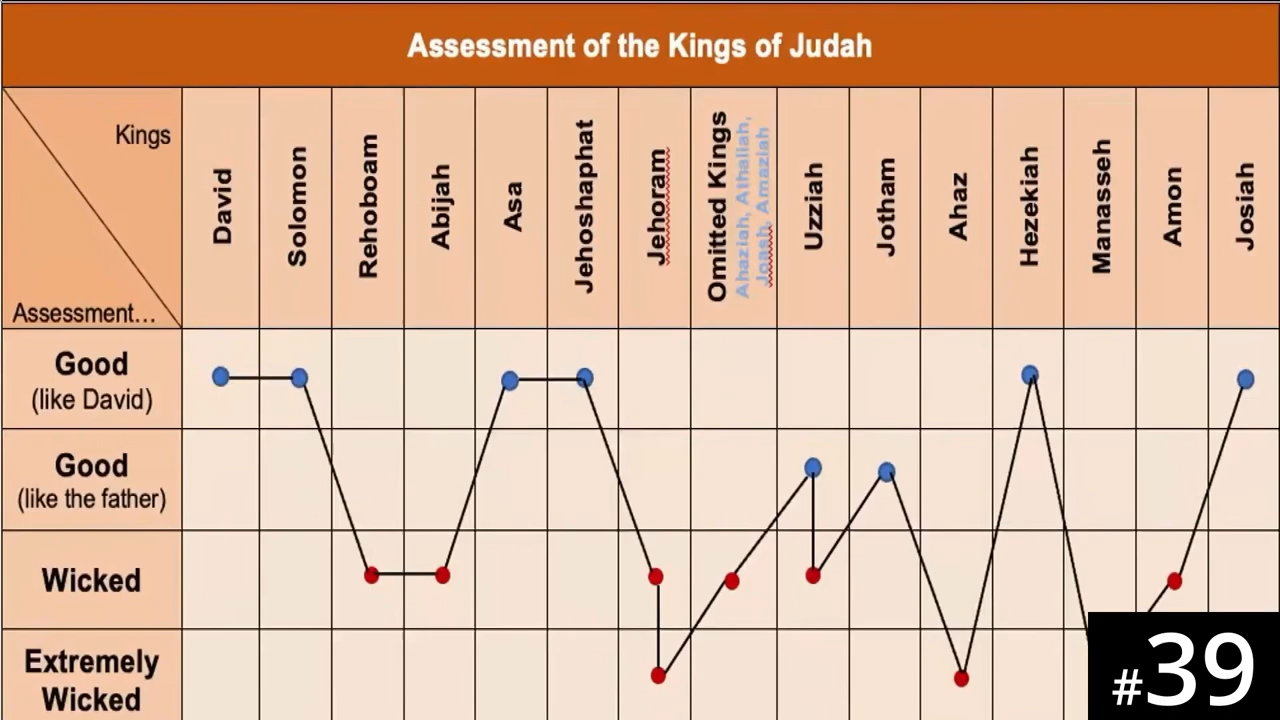 Assessment of the Kings of Judah
Kings
Assessment...
David
Solomon
Rehoboam
Abijah
Asa
Jehoshaphat
Jehoram
Omitted Kings
Ahaziah, Athaliah,
Joash, Amaziah
Uzziah
Jotham
Ahaz
Hezekiah
Manasseh
Amon
Josiah
Good
(like David)
Good
(like the father)
Wicked
Extremely
Wicked
#39